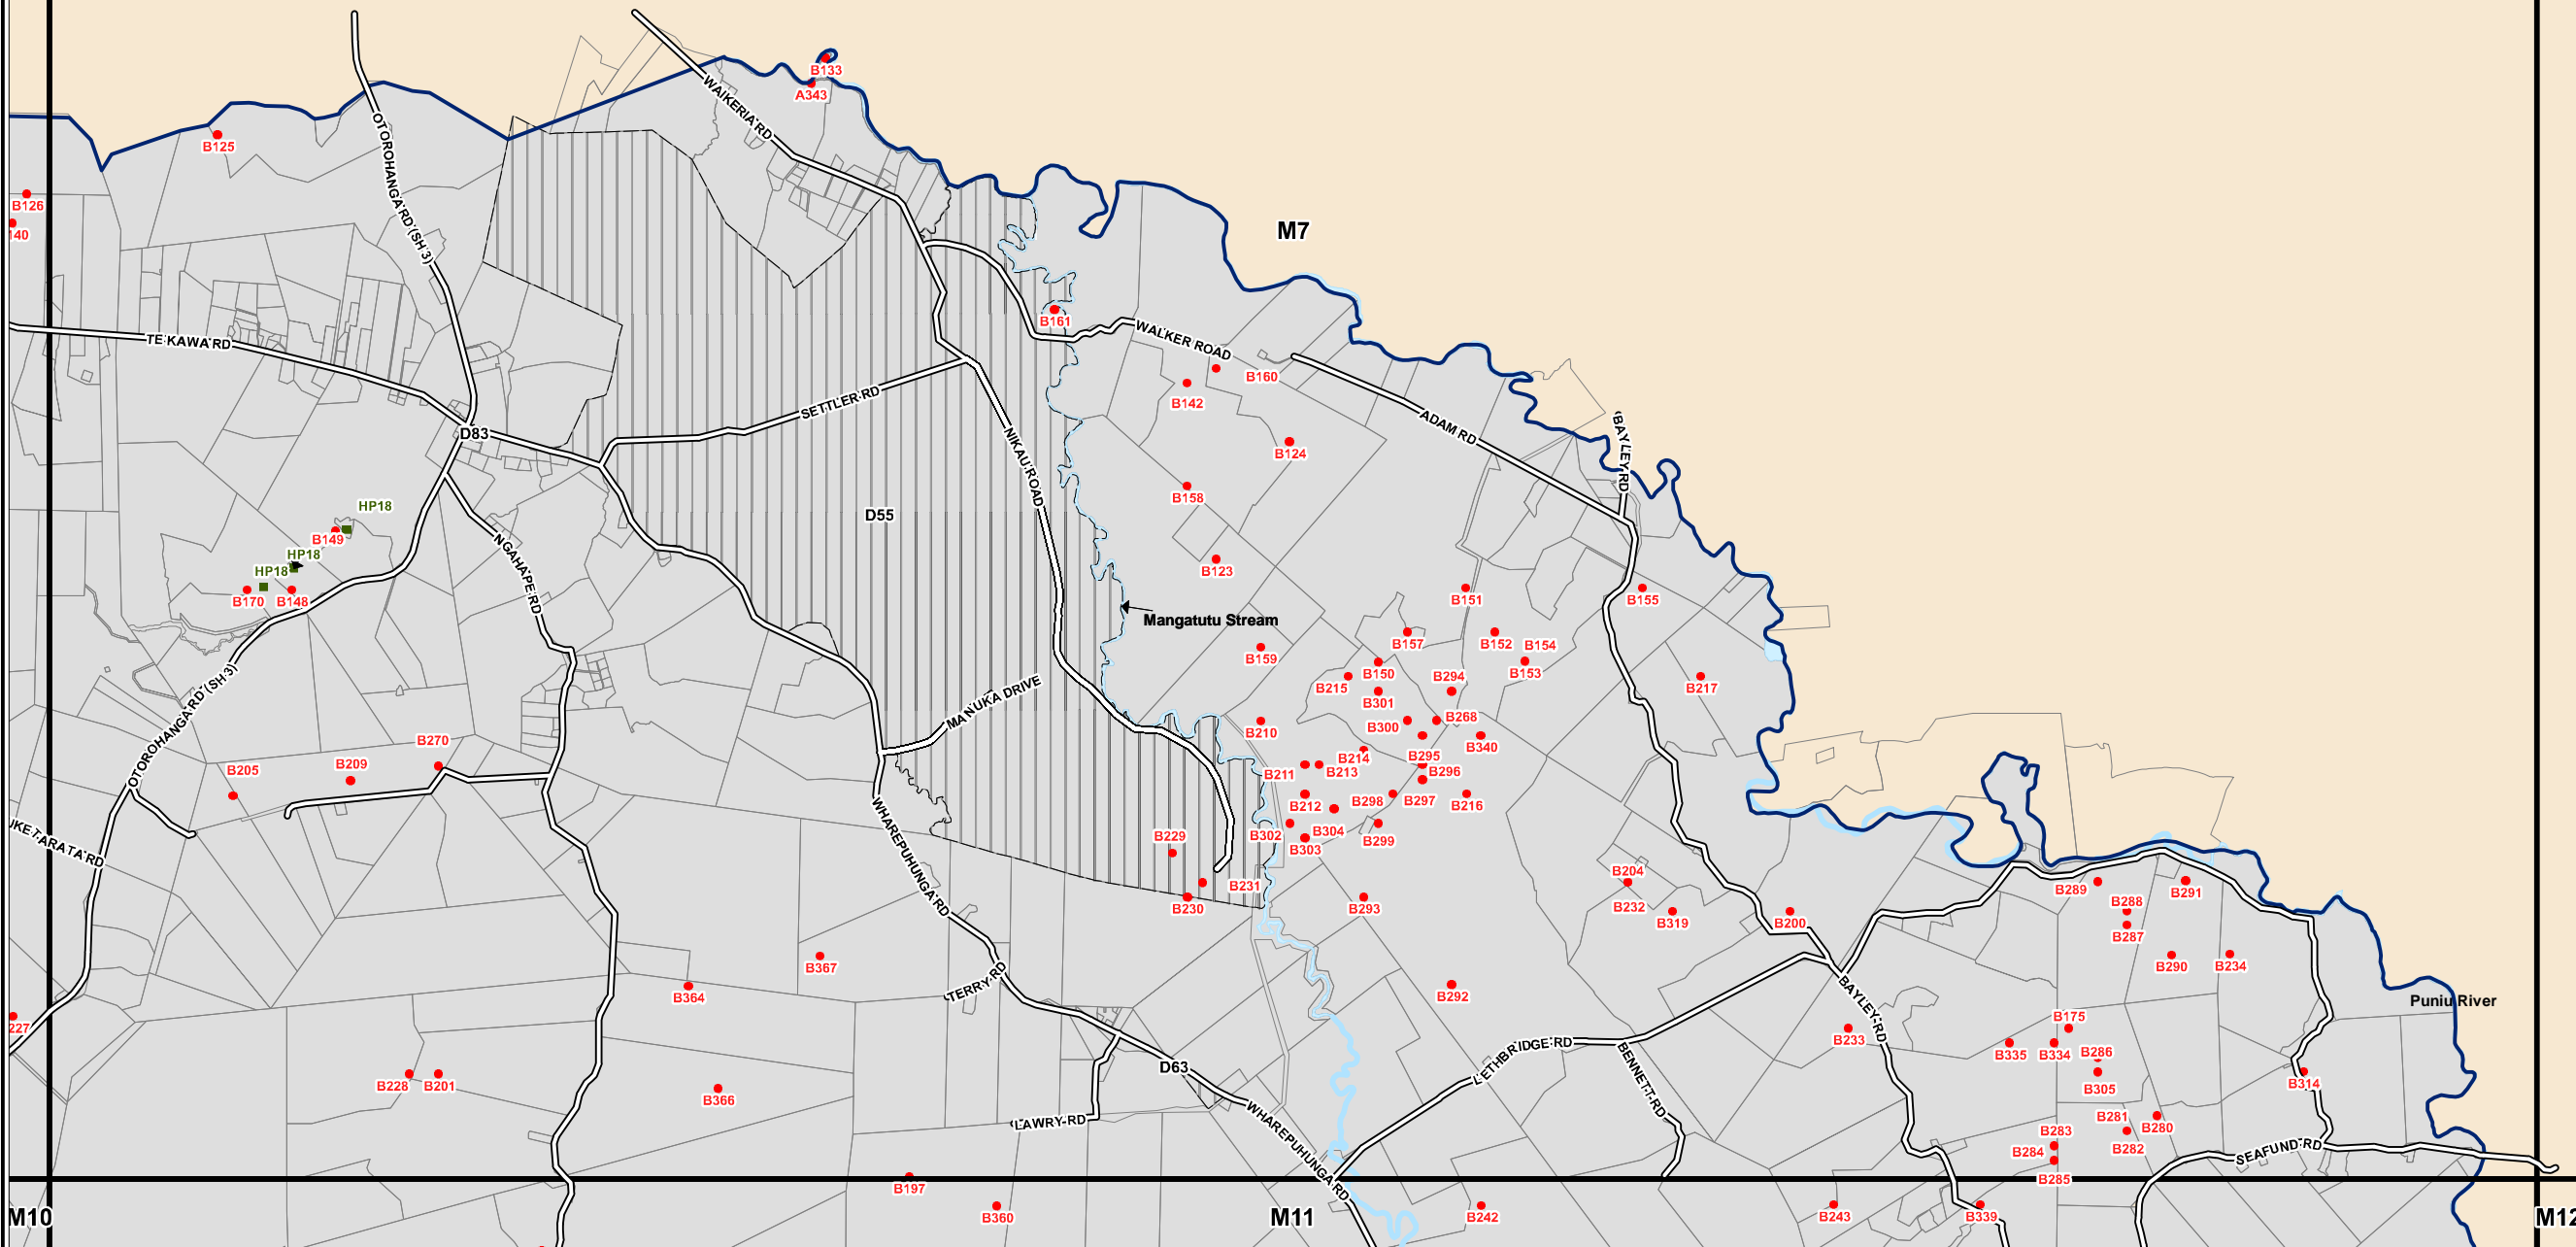 B133
A343
WAIKERIA RD
B125
OTOROHANGA RD (SH 3)
B126
140
M7
B161
TE KAWA RD
WALKER ROAD
B160
B142
SETTLER RD
ADAM RD
BAYLEY RD
D83
NIKAU ROAD
B124
B158
HP18
D55
B149
HP18
HP18
B170
B148
NGAHAPE RD
B123
B151
B155
Mangatutu Stream
B157
B152
B154
B159
B150
B153
B215
B294
B217
MANUKA DRIVE
B301
OTOROHANGA RD (SH 3)
B210
B300
B268
B270
B340
B205
B209
B214
B295
B211
B213
B296
B212
B298
B297
B216
WHAREPUHUNGA RD
B229
B302
B304
B303
B299
B204
B231
B289
B291
B230
B293
B232
B319
B200
B288
B287
B367
B290
B234
TERRY RD
B364
B292
BAYLEY RD
Puniu River
227
B175
B233
LETHBRIDGE RD
BENNETT RD
B335
B334
B286
D63
B228
B201
B366
B305
B314
LAWRY RD
WHAREPUHUNGA RD
B281
B280
B283
B284
B282
SEAFUND RD
B197
B285
M10
B360
M11
B242
B243
B339
M12